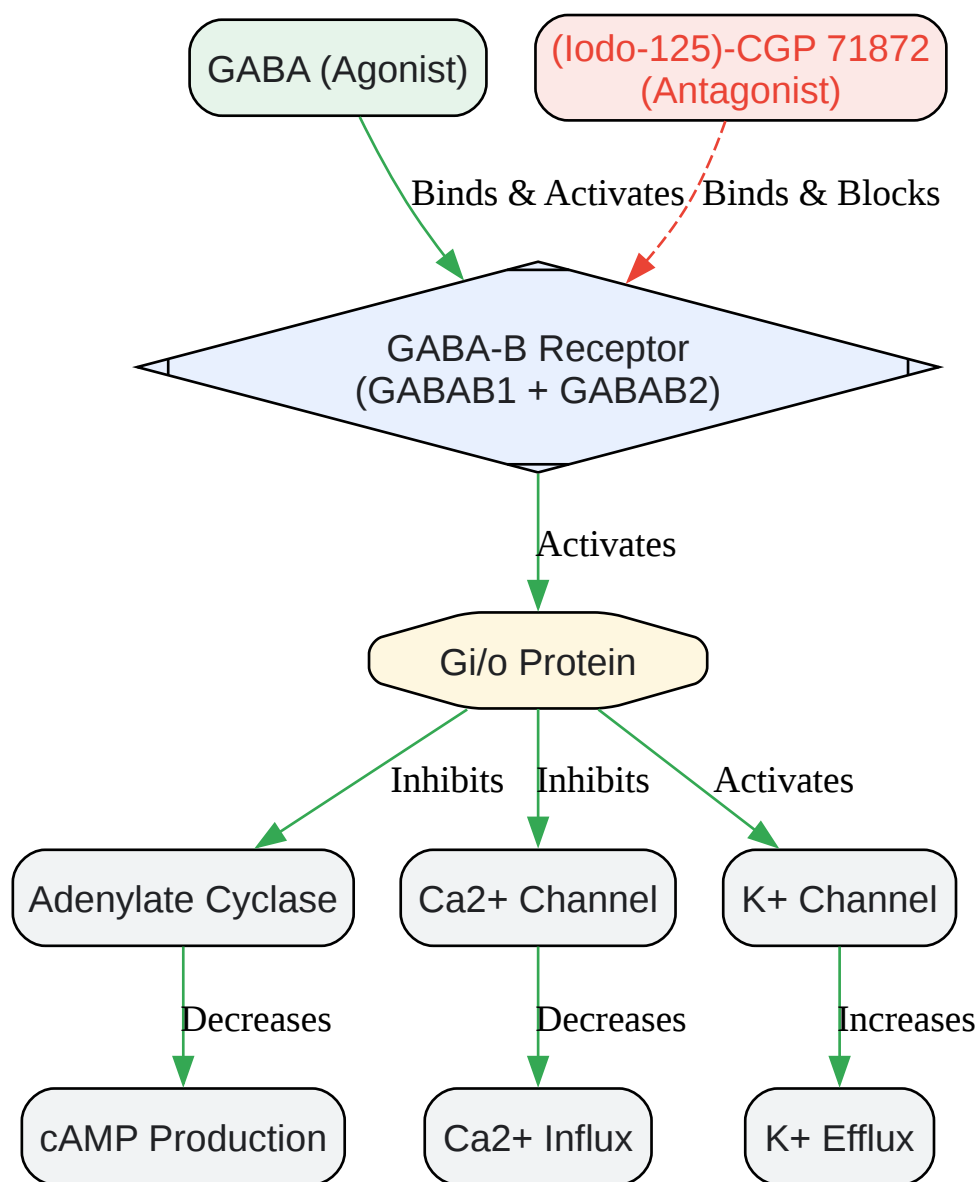 GABA (Agonist)
(Iodo-125)-CGP 71872
(Antagonist)
Binds & Activates
Binds & Blocks
GABA-B Receptor
(GABAB1 + GABAB2)
Activates
Gi/o Protein
Inhibits
Inhibits
Activates
Adenylate Cyclase
Ca2+ Channel
K+ Channel
Decreases
Decreases
Increases
cAMP Production
Ca2+ Influx
K+ Efflux